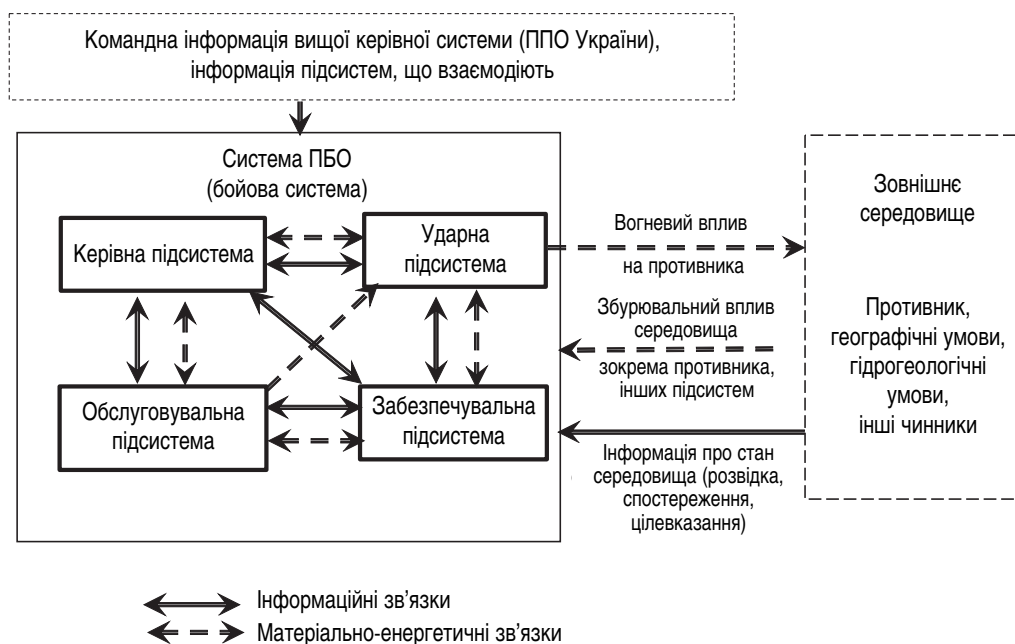 Командна інформація вищої керівної системи (ППО України),
інформація підсистем, що взаємодіють
Система ПБО
(бойова система)
Керівна підсистема
Ударна
підсистема
Обслуговувальна
підсистема
Забезпечувальна
підсистема
Вогневий вплив
на противника
Збурювальний вплив
середовища
зокрема противника,
інших підсистем
Інформація про стан
середовища (розвідка,
спостереження,
цілевказання)
Зовнішнє
середовище
Противник,
географічні умови,
гідрогеологічні
умови,
інші чинники
Інформаційні зв'язки
Матеріально-енергетичні зв'язки